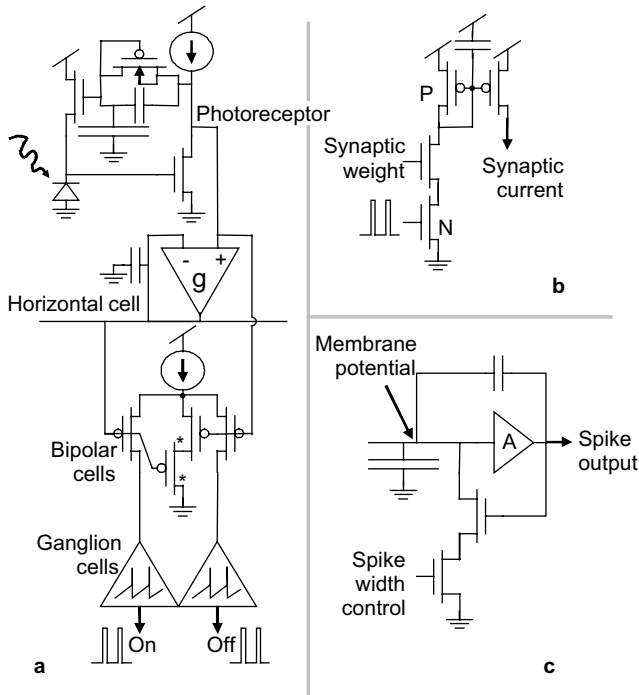 Photoreceptor
- +
g
Horizontal cell
Bipolar
cells
*
*
Ganglion
cells
On
Off
a
P
Synaptic
weight
Synaptic
current
N
b
Membrane
potential
A
Spike
output
Spike
width
control
c